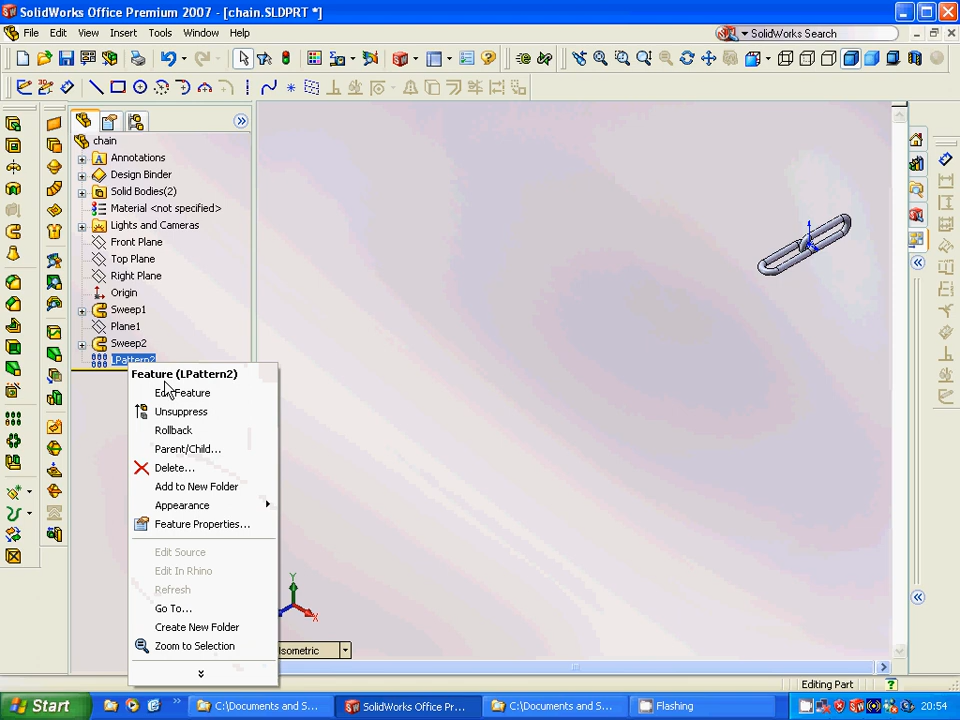 SolidWorks Office Premium 2007 - [chain.SLDPRT *]
File Edit View Insert Tools Window Help
SolidWorks Search
chain
Annotations
Design Binder
Solid Bodies(2)
Material <not specified>
Lights and Cameras
Front Plane
Top Plane
Right Plane
Origin
Sweep1
Plane1
Sweep2
LPattern2
Feature (LPattern2)
Edit Feature
Unsuppress
Rollback
Parent/Child...
Delete...
Add to New Folder
Appearance
Feature Properties...
Edit Source
Edit In Rhino
Refresh
Go To...
Create New Folder
Zoom to Selection
Y
X
Isometric
Editing Part
Start
C:\Documents and S...
SolidWorks Office Pr...
C:\Documents and S...
Flashing
20:54